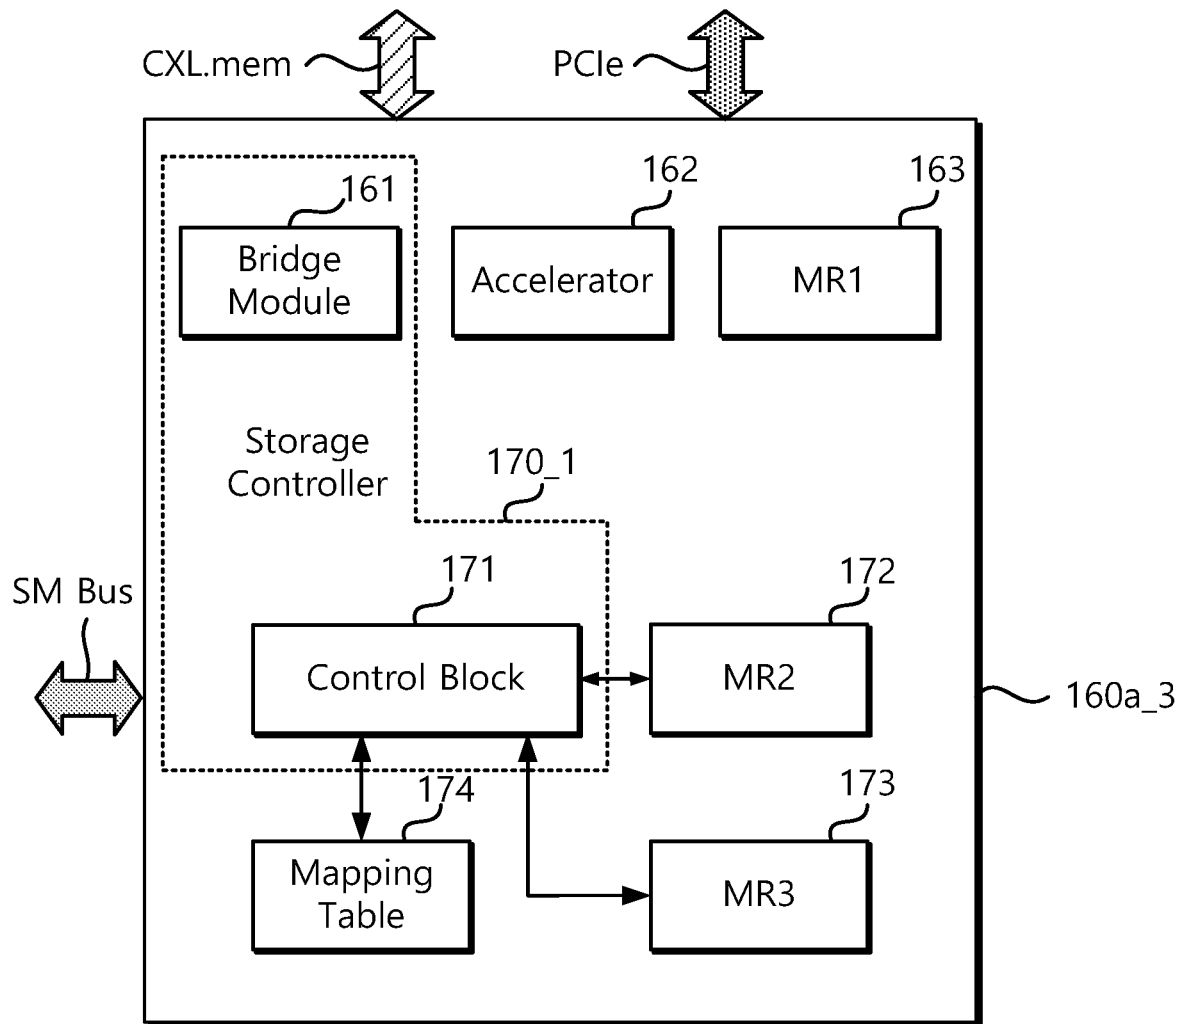 CXL.mem
PCIe
161
162
163
Bridge
Module
Accelerator
MR1
Storage
Controller
170_1
SM Bus
171
172
Control Block
MR2
160a_3
174
173
Mapping
Table
MR3